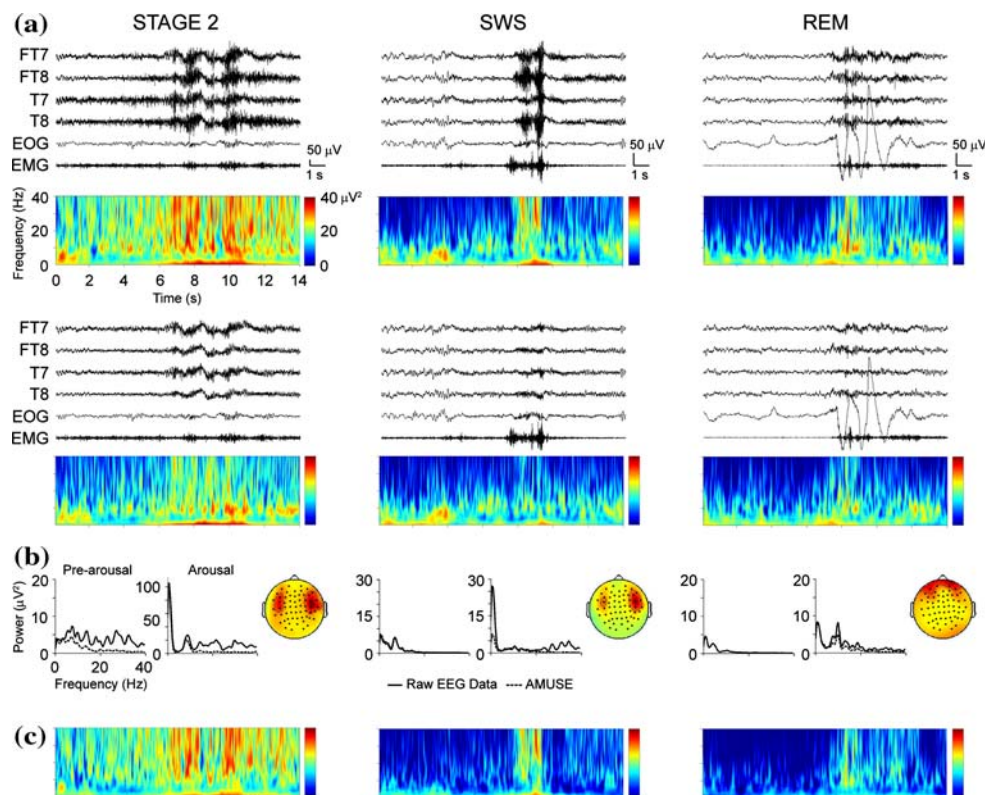 (a) STAGE 2 SWS REM
FT7
FT8
T7
T8
EOG
EMG
50 µV
1 s
50 µV
1 s
50 µV
1 s
Frequency (Hz)
40
20
0
40 µV²
20
0
0 2 4 6 8 10 12 14
Time (s)
FT7
FT8
T7
T8
EOG
EMG
(b)
Pre-arousal Arousal
Power (µV²)
20
10
0
100
50
0
30
15
0
30
15
0
20
10
0
20
10
0
0 20 40
Frequency (Hz)
Raw EEG Data AMUSE
(c)